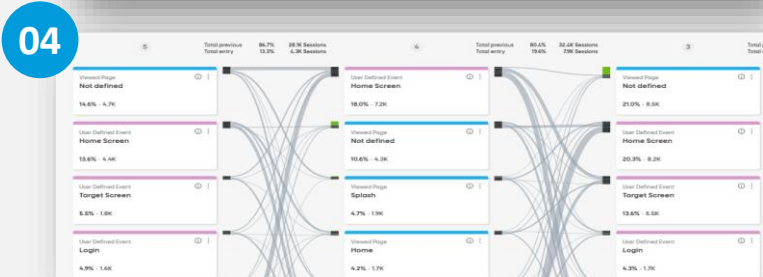 04
5
Total previous 86.7% 28.1K Sessions
Total entry 13.3% 4.3K Sessions
4
Total previous 80.4% 32.4K Sessions
Total entry 19.6% 7.9K Sessions
3
Total
Viewed Page
Not defined
14.6% - 4.7K
User Defined Event
Home Screen
18.0% - 7.2K
Viewed Page
Not defined
21.0% - 8.5K
User Defined Event
Home Screen
13.6% - 4.4K
Viewed Page
Not defined
10.6% - 4.3K
User Defined Event
Home Screen
20.3% - 8.2K
User Defined Event
Target Screen
5.5% - 1.8K
Viewed Page
Splash
4.7% - 1.9K
User Defined Event
Target Screen
13.6% - 5.5K
User Defined Event
Login
4.9% - 1.6K
Viewed Page
Home
4.2% - 1.7K
User Defined Event
Login
4.3% - 1.7K